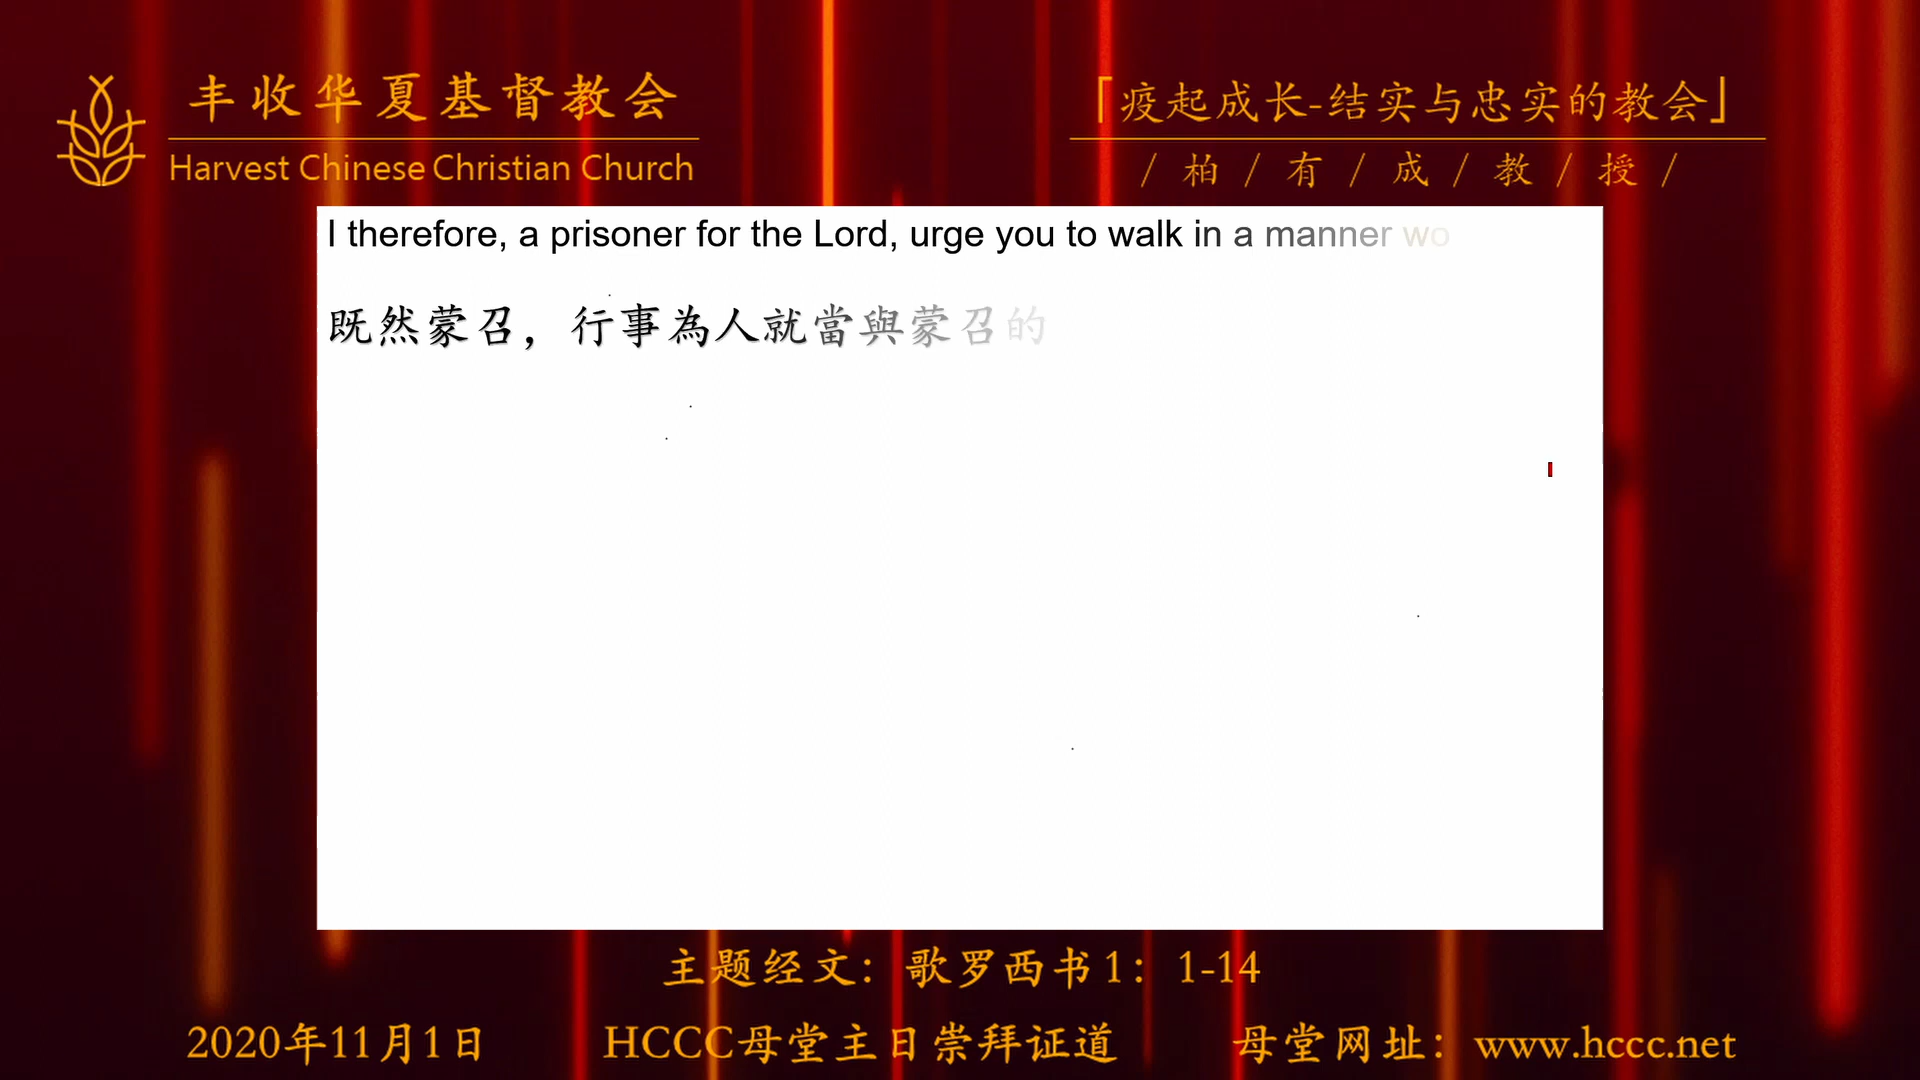 丰收华夏基督教会
Harvest Chinese Christian Church
「疫起成长-结实与忠实的教会」
/ 柏 / 有 / 成 / 教 / 授 /
I therefore, a prisoner for the Lord, urge you to walk in a manner wo
既然蒙召，行事為人就當與蒙召的
主题经文：歌罗西书1：1-14
2020年11月1日
HCCC母堂主日崇拜证道
母堂网址：www.hccc.net